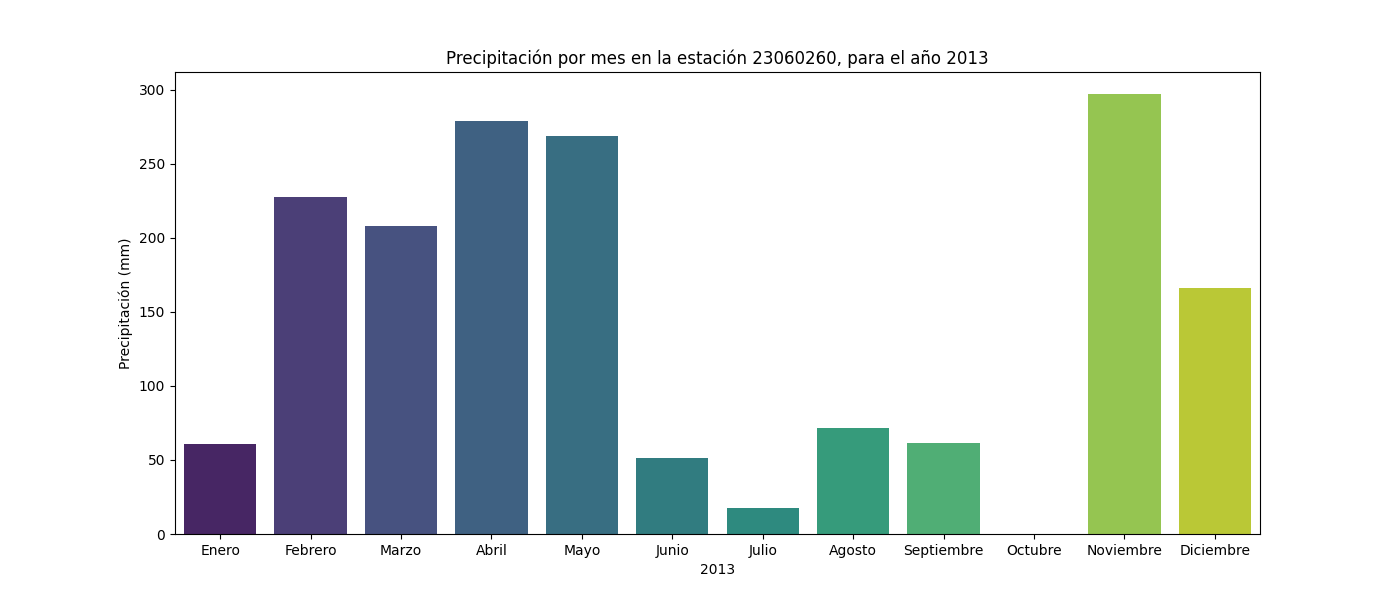 Precipitación por mes en la estación 23060260, para el año 2013
Precipitación (mm)
300
250
200
150
100
50
0
Enero Febrero Marzo Abril Mayo Junio Julio Agosto Septiembre Octubre Noviembre Diciembre
2013